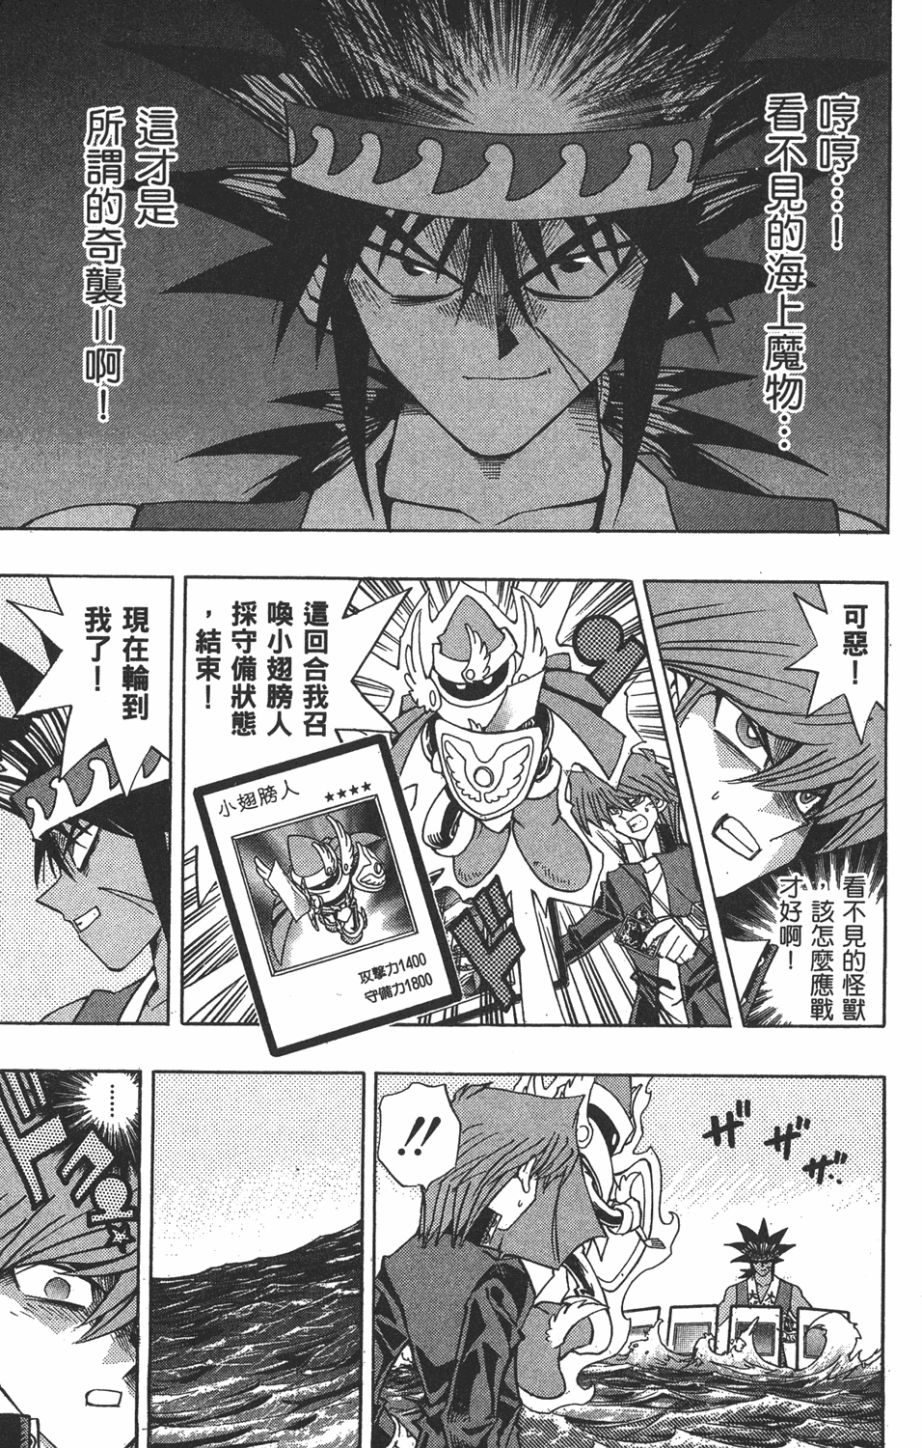 哼哼…！
看不見的海上魔物…
這才是
所謂的奇襲＝啊！
可惡！
看不見的怪獸
，該怎麼應戰
才好啊！
這回合我召
喚小翅膀人
採守備狀態
，結束！
小翅膀人
★★★★
攻擊力1400
守備力1800
現在輪到
我了！
!!
ザザ
ザザ
ザザ…
……